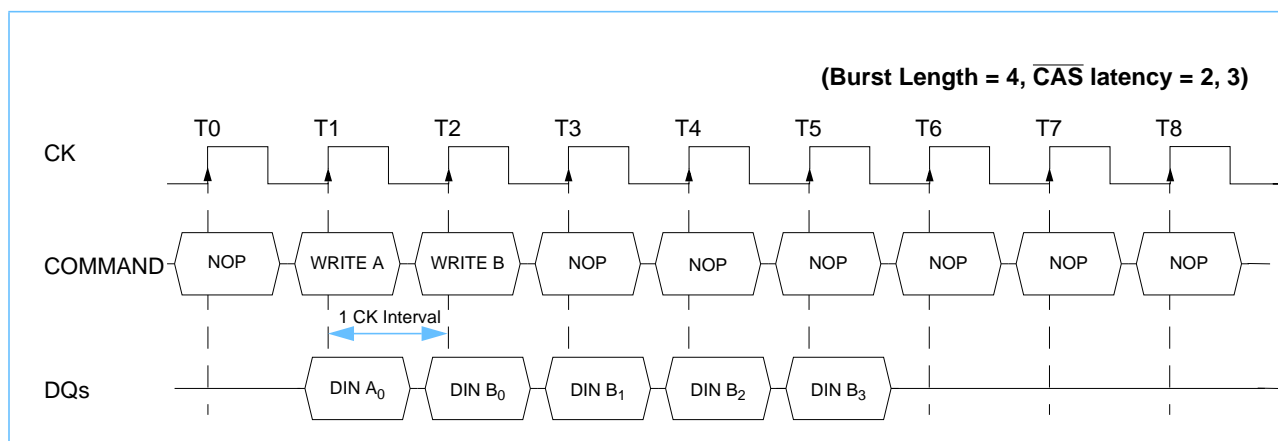 (Burst Length = 4, CAS latency = 2, 3)
T0 T1 T2 T3 T4 T5 T6 T7 T8
CK
COMMAND NOP WRITE A WRITE B NOP NOP NOP NOP NOP NOP
1 CK Interval
DQs DIN A0 DIN B0 DIN B1 DIN B2 DIN B3